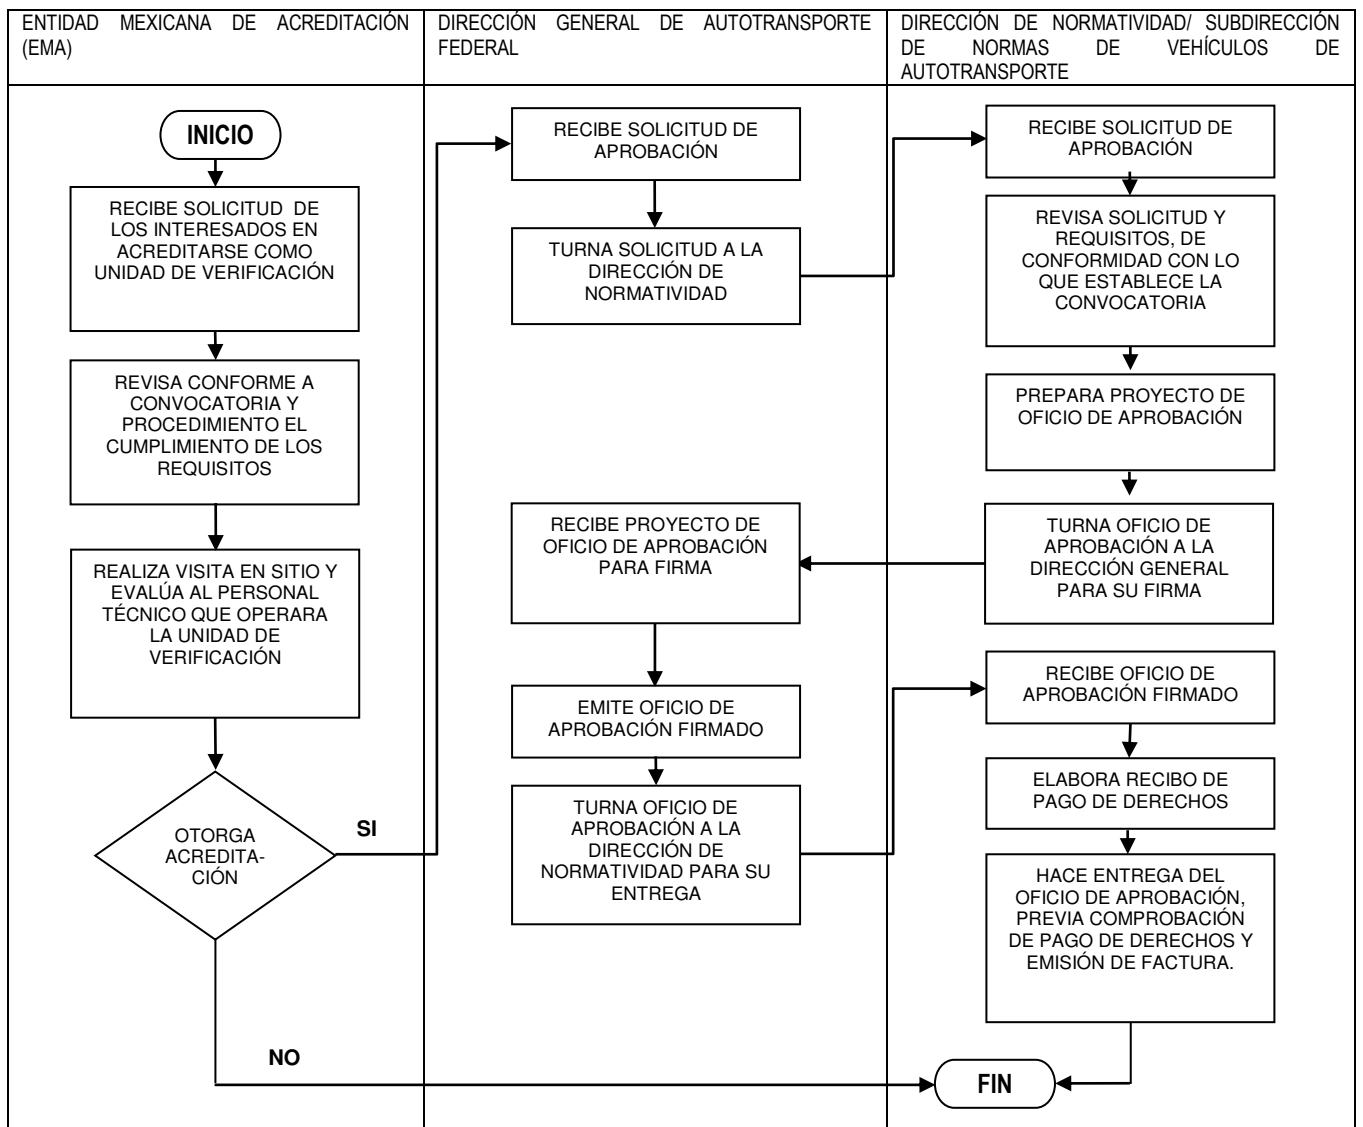 ENTIDAD MEXICANA DE ACREDITACIÓN
(EMA)
DIRECCIÓN GENERAL DE AUTOTRANSPORTE
FEDERAL
DIRECCIÓN DE NORMATIVIDAD/ SUBDIRECCIÓN
DE NORMAS DE VEHÍCULOS DE
AUTOTRANSPORTE
INICIO
RECIBE SOLICITUD DE
LOS INTERESADOS EN
ACREDITARSE COMO
UNIDAD DE VERIFICACIÓN
REVISA CONFORME A
CONVOCATORIA Y
PROCEDIMIENTO EL
CUMPLIMIENTO DE LOS
REQUISITOS
REALIZA VISITA EN SITIO Y
EVALÚA AL PERSONAL
TÉCNICO QUE OPERARA
LA UNIDAD DE
VERIFICACIÓN
OTORGA
ACREDITA-
CIÓN
SI
NO
RECIBE SOLICITUD DE
APROBACIÓN
TURNA SOLICITUD A LA
DIRECCIÓN DE
NORMATIVIDAD
RECIBE PROYECTO DE
OFICIO DE APROBACIÓN
PARA FIRMA
EMITE OFICIO DE
APROBACIÓN FIRMADO
TURNA OFICIO DE
APROBACIÓN A LA
DIRECCIÓN DE
NORMATIVIDAD PARA SU
ENTREGA
RECIBE SOLICITUD DE
APROBACIÓN
REVISA SOLICITUD Y
REQUISITOS, DE
CONFORMIDAD CON LO
QUE ESTABLECE LA
CONVOCATORIA
PREPARA PROYECTO DE
OFICIO DE APROBACIÓN
TURNA OFICIO DE
APROBACIÓN A LA
DIRECCIÓN GENERAL
PARA SU FIRMA
RECIBE OFICIO DE
APROBACIÓN FIRMADO
ELABORA RECIBO DE
PAGO DE DERECHOS
HACE ENTREGA DEL
OFICIO DE APROBACIÓN,
PREVIA COMPROBACIÓN
DE PAGO DE DERECHOS Y
EMISIÓN DE FACTURA.
FIN